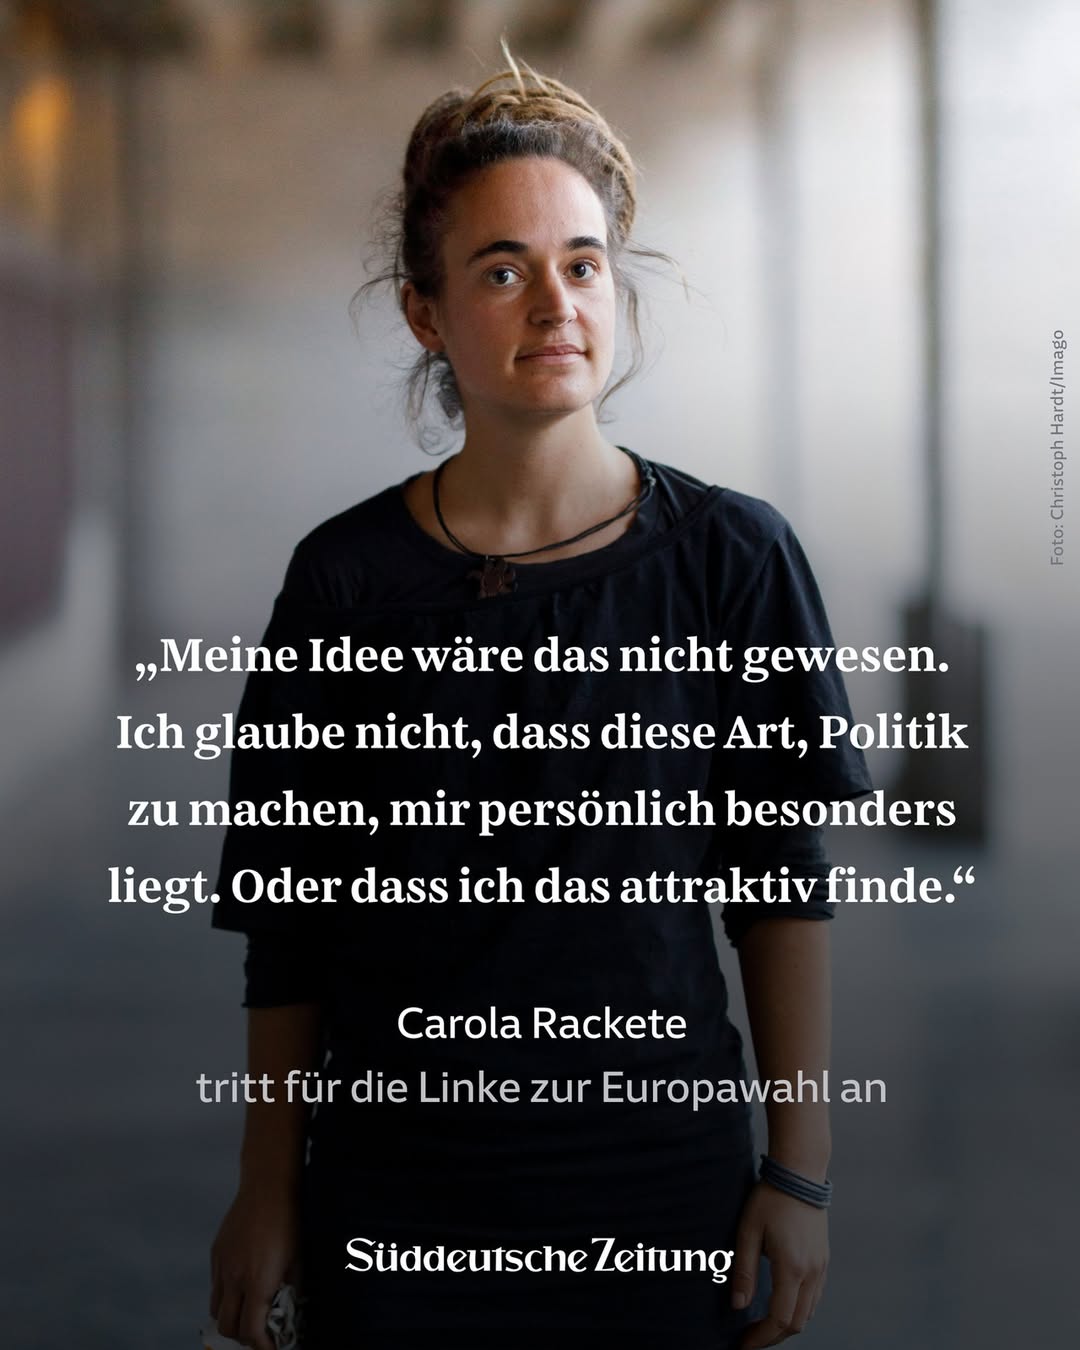 „Meine Idee wäre das nicht gewesen.
Ich glaube nicht, dass diese Art, Politik
zu machen, mir persönlich besonders
liegt. Oder dass ich das attraktiv finde.“
Carola Rackete
tritt für die Linke zur Europawahl an
Süddeutsche Zeitung
Foto: Christoph Hardt/Imago